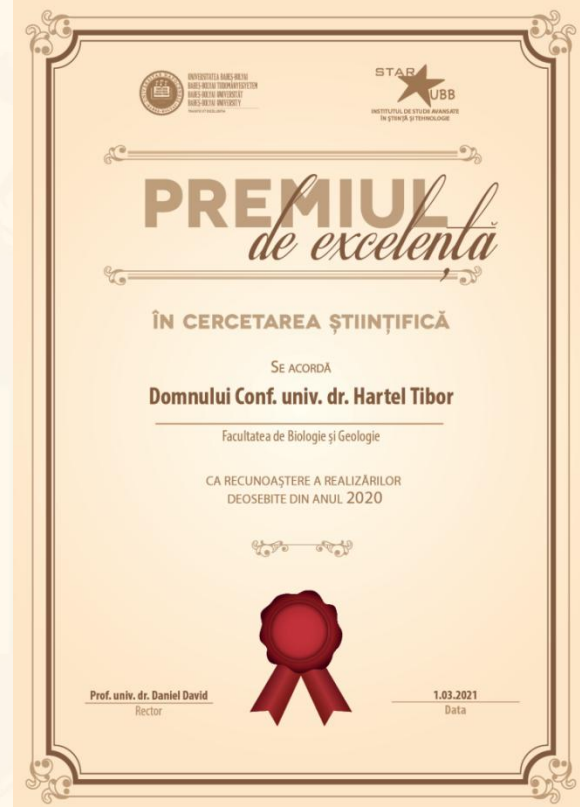 UNIVERSITATEA BABEȘ-BOLYAI
BABEȘ-BOLYAI TUDOMÁNYEGYETEM
BABEȘ-BOLYAI UNIVERSITÄT
BABEȘ-BOLYAI UNIVERSITY
STAR
UBB
INSTITUTUL DE STUDII AVANSATE
ÎN ȘTIINȚĂ ȘI TEHNOLOGIE
PREMIUL
de excelență
ÎN CERCETAREA ȘTIINȚIFICĂ
SE ACORDĂ
Domnului Conf. univ. dr. Hartel Tibor
Facultatea de Biologie și Geologie
CA RECUNOAȘTERE A REALIZĂRILOR
DEOSEBITE DIN ANUL 2020
Prof. univ. dr. Daniel David
Rector
1.03.2021
Data